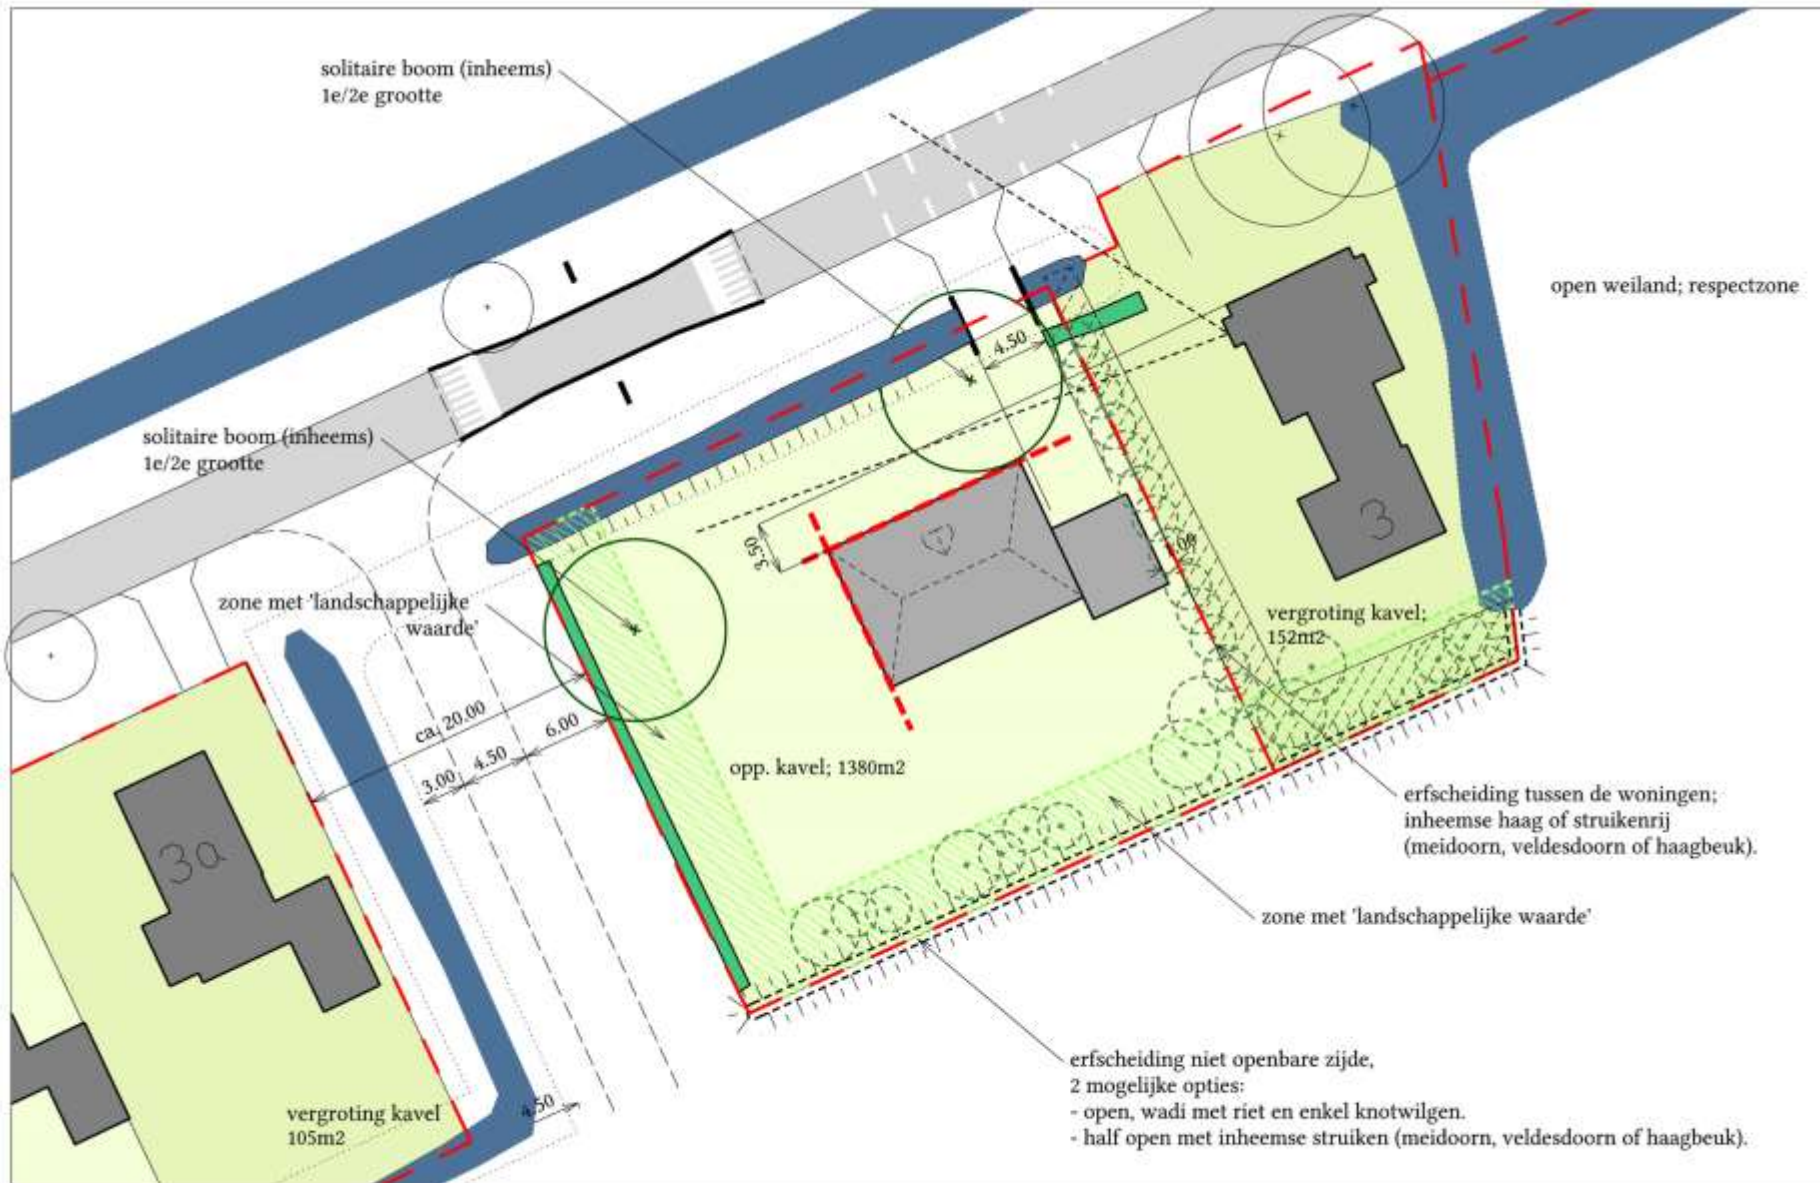 solitaire boom (inheems)
1e/2e grootte
open weiland; respectzone
4.50
solitaire boom (inheems)
1e/2e grootte
3.50
3
zone met 'landschappelijke
waarde'
vergroting kavel;
152m2
ca. 20.00
6.00
4.50
3.00
opp. kavel; 1380m2
erfscheiding tussen de woningen;
inheemse haag of struikenrij
(meidoorn, veldesdoorn of haagbeuk).
3a
zone met 'landschappelijke waarde'
erfscheiding niet openbare zijde,
2 mogelijke opties:
- open, wadi met riet en enkel knotwilgen.
- half open met inheemse struiken (meidoorn, veldesdoorn of haagbeuk).
4.50
vergroting kavel
105m2